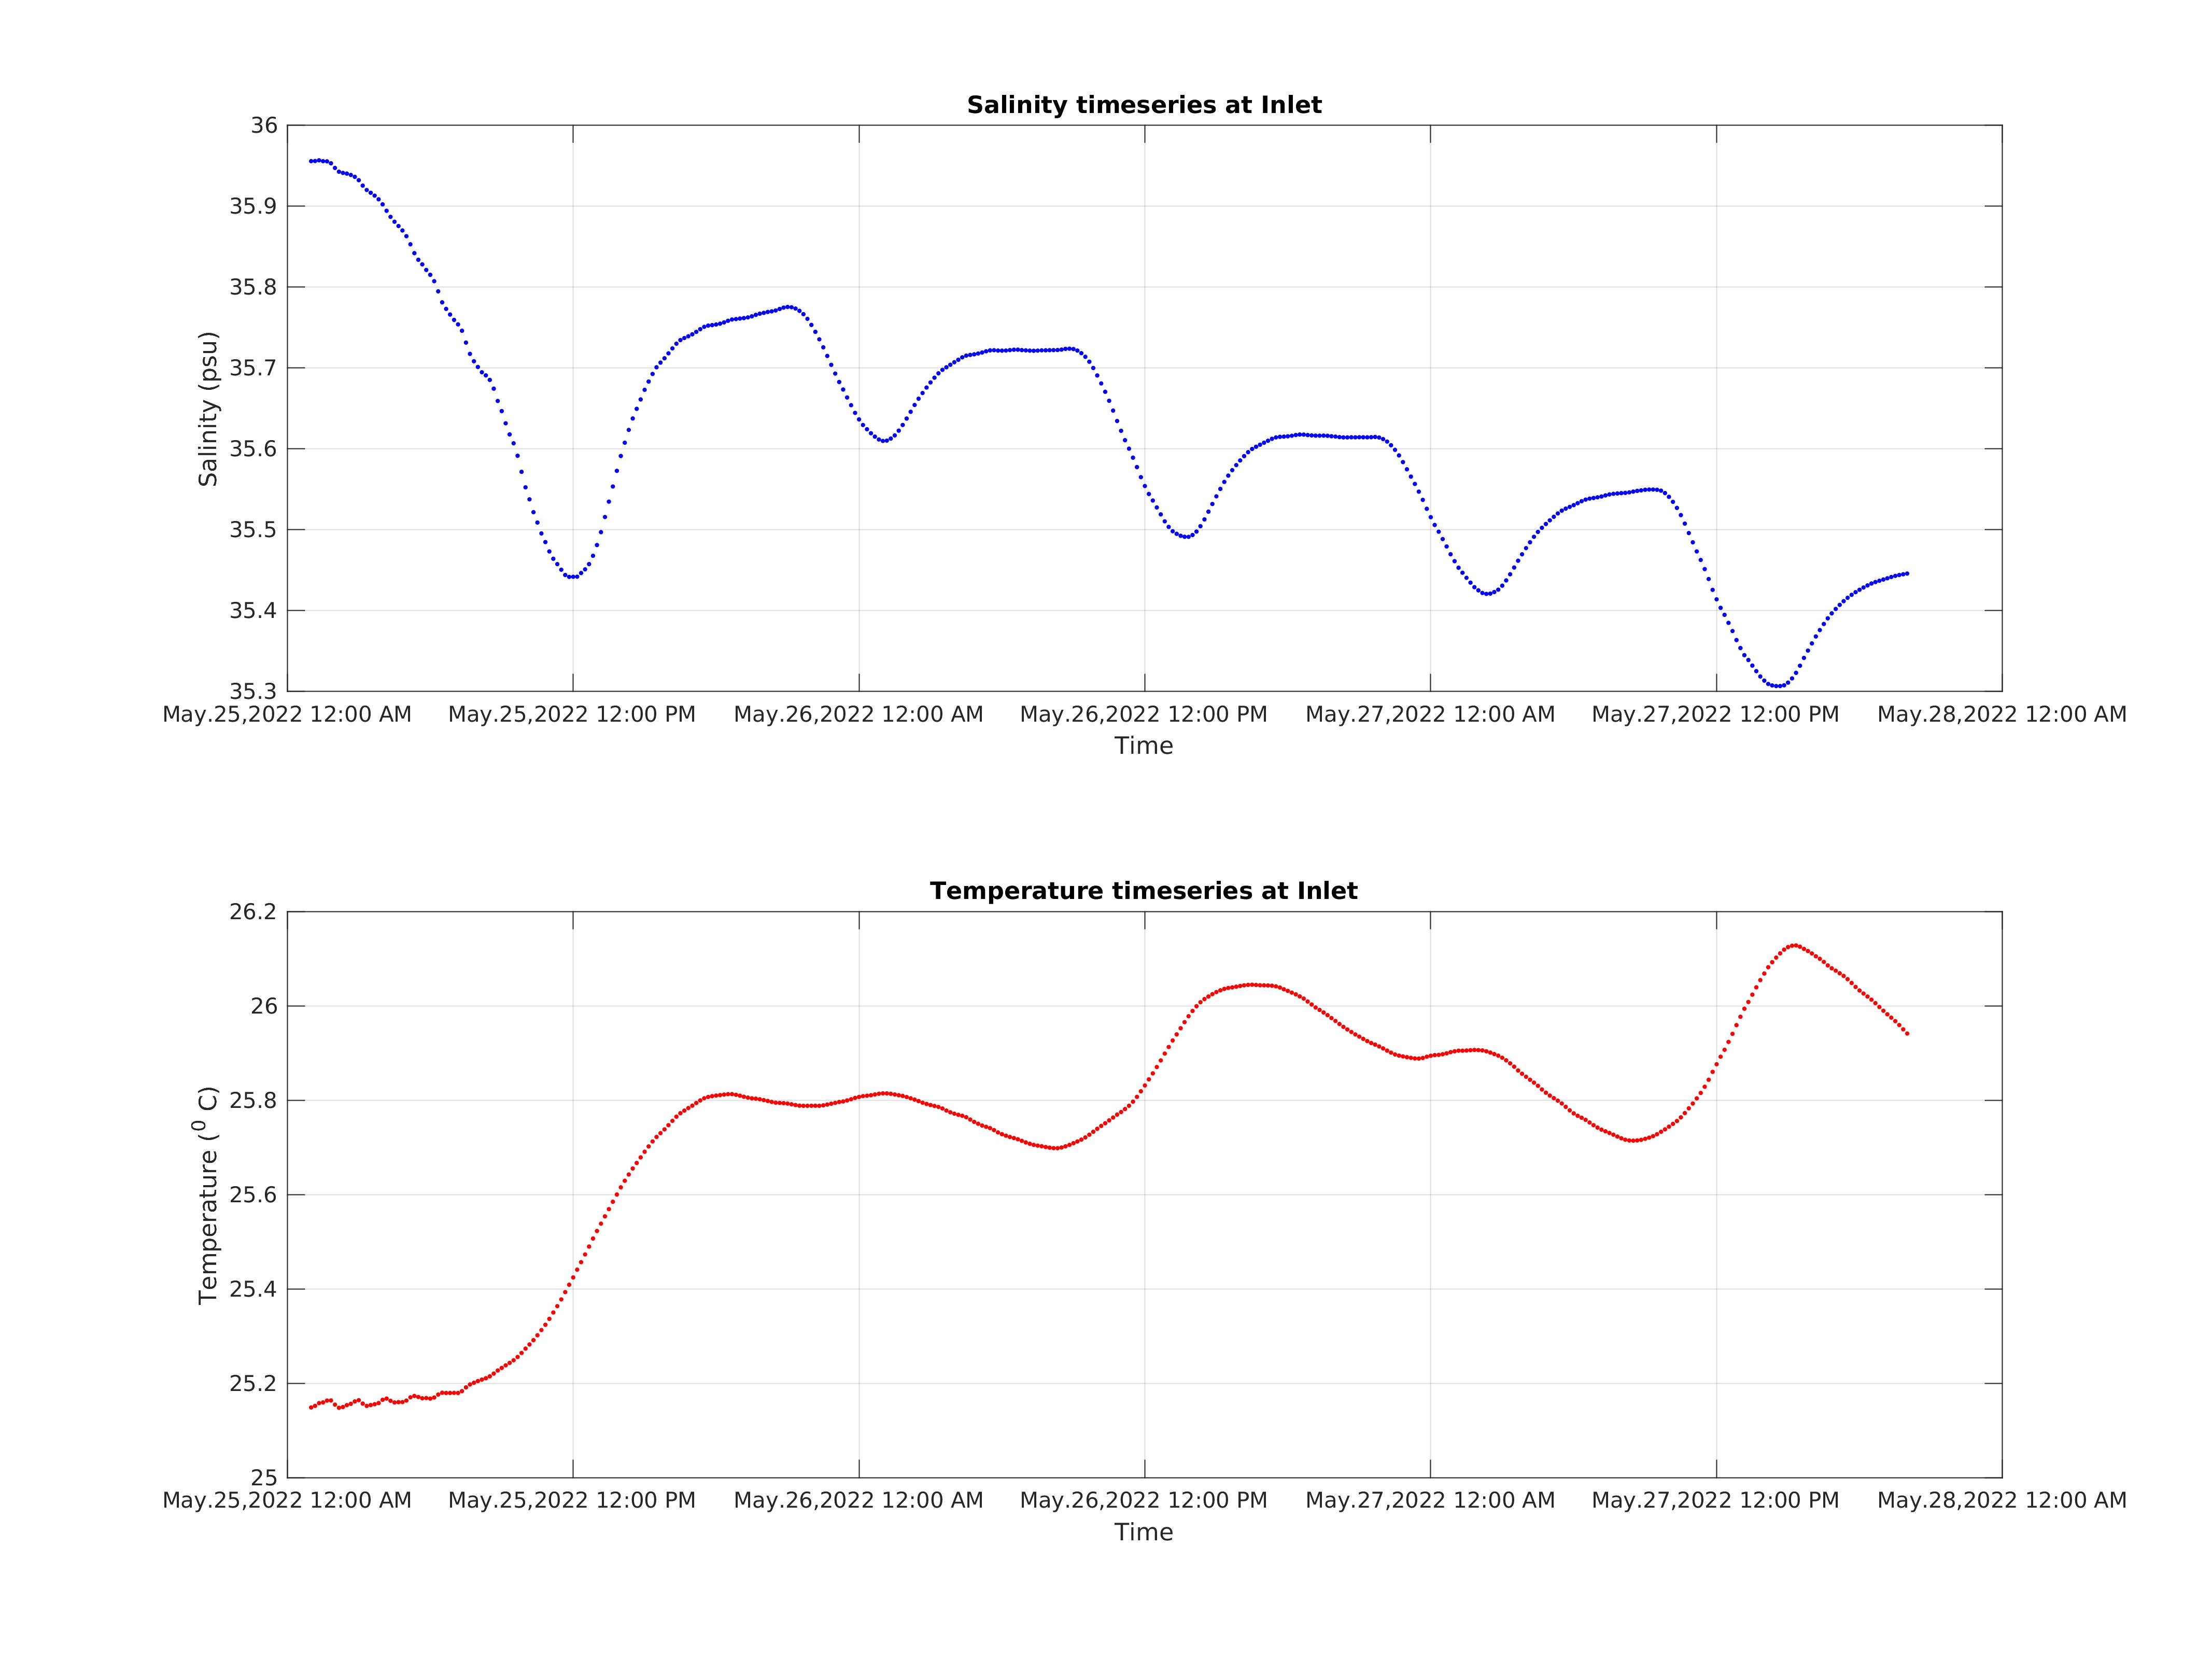 Salinity timeseries at Inlet
36
35.9
35.8
35.7
35.6
35.5
35.4
35.3
Salinity (psu)
May.25,2022 12:00 AM May.25,2022 12:00 PM May.26,2022 12:00 AM May.26,2022 12:00 PM May.27,2022 12:00 AM May.27,2022 12:00 PM May.28,2022 12:00 AM
Time
Temperature timeseries at Inlet
26.2
26
25.8
25.6
25.4
25.2
25
Temperature (⁰ C)
May.25,2022 12:00 AM May.25,2022 12:00 PM May.26,2022 12:00 AM May.26,2022 12:00 PM May.27,2022 12:00 AM May.27,2022 12:00 PM May.28,2022 12:00 AM
Time